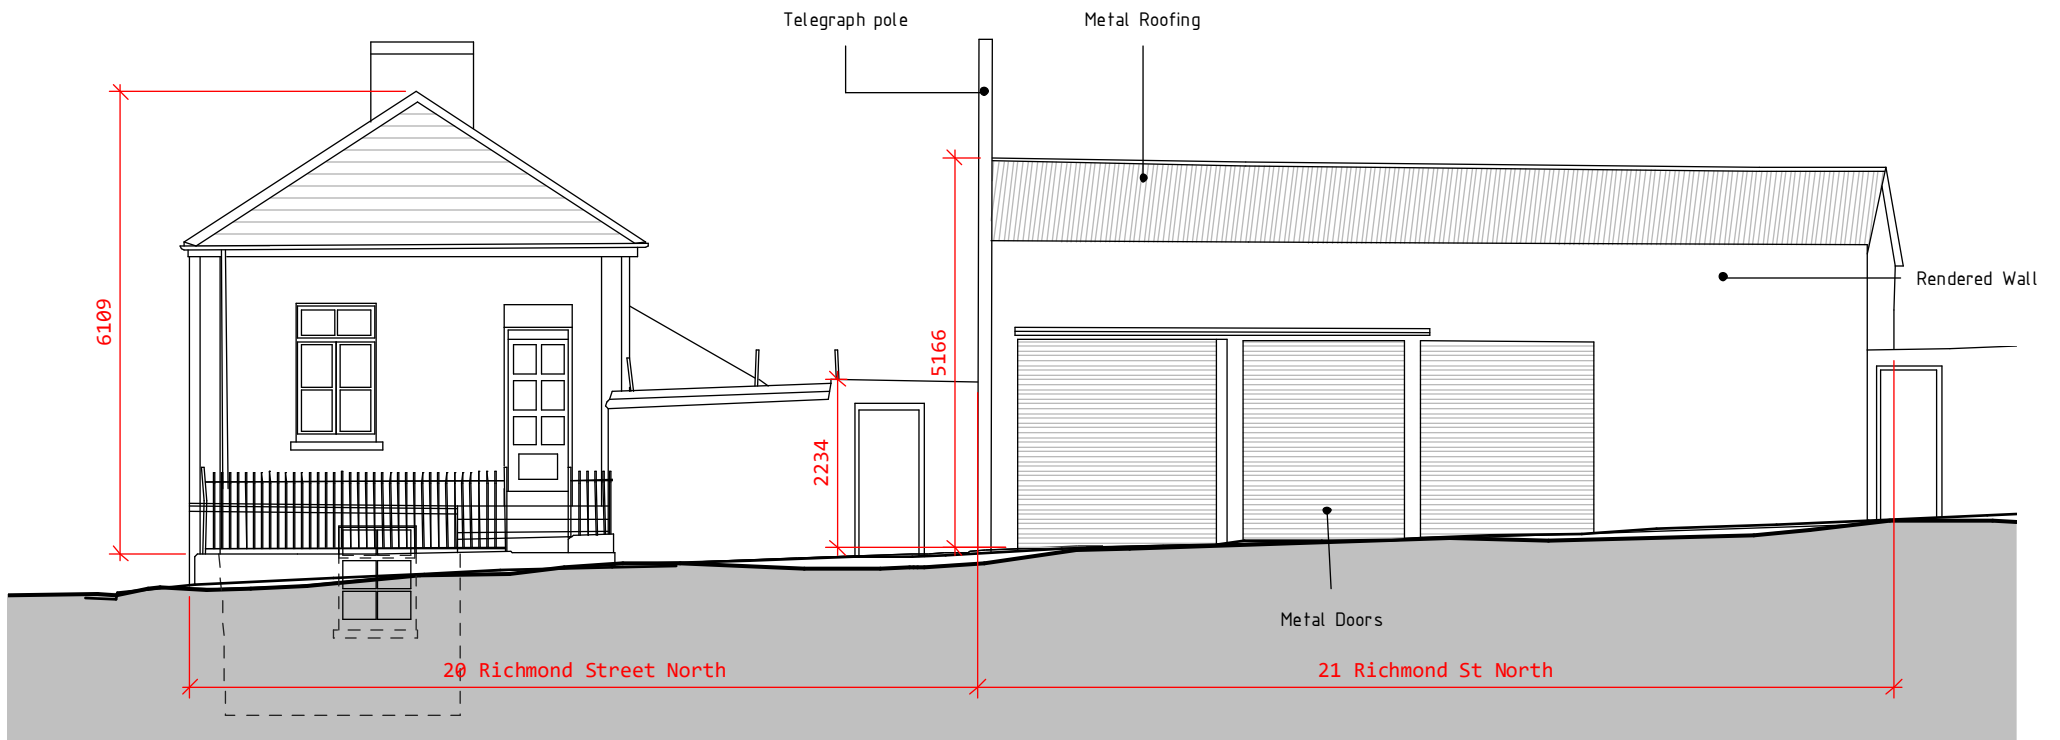 Telegraph pole
Metal Roofing
Rendered Wall
6109
5166
2234
Metal Doors
20 Richmond Street North
21 Richmond St North